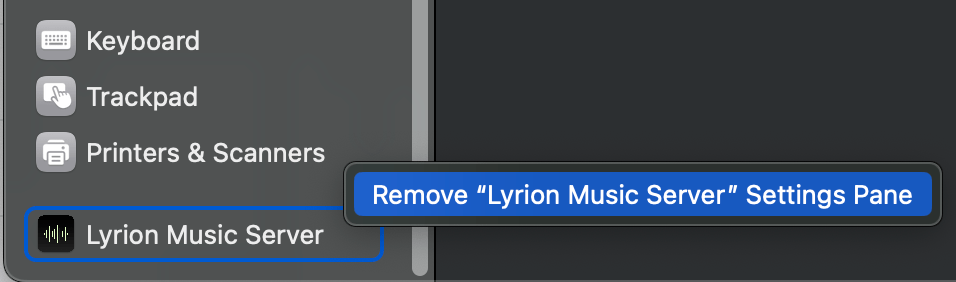 Keyboard
Trackpad
Printers & Scanners
Remove “Lyrion Music Server” Settings Pane
Lyrion Music Server